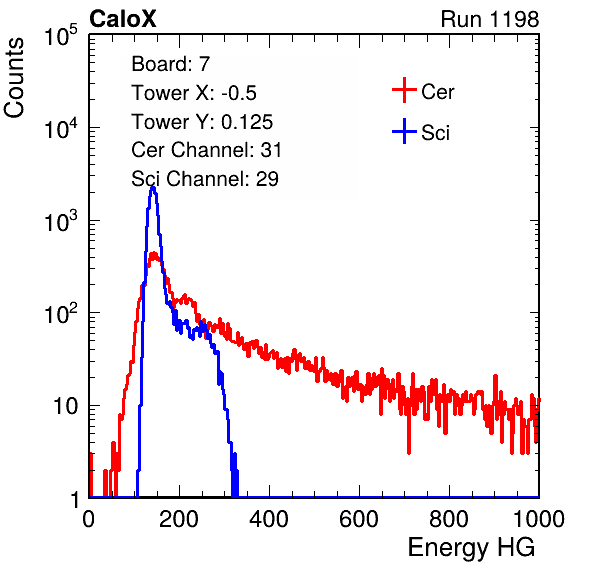 CaloX Run 1198
Counts
10^5
10^4
10^3
10^2
10
1
Board: 7
Tower X: -0.5
Tower Y: 0.125
Cer Channel: 31
Sci Channel: 29
Cer
Sci
0 200 400 600 800 1000
Energy HG